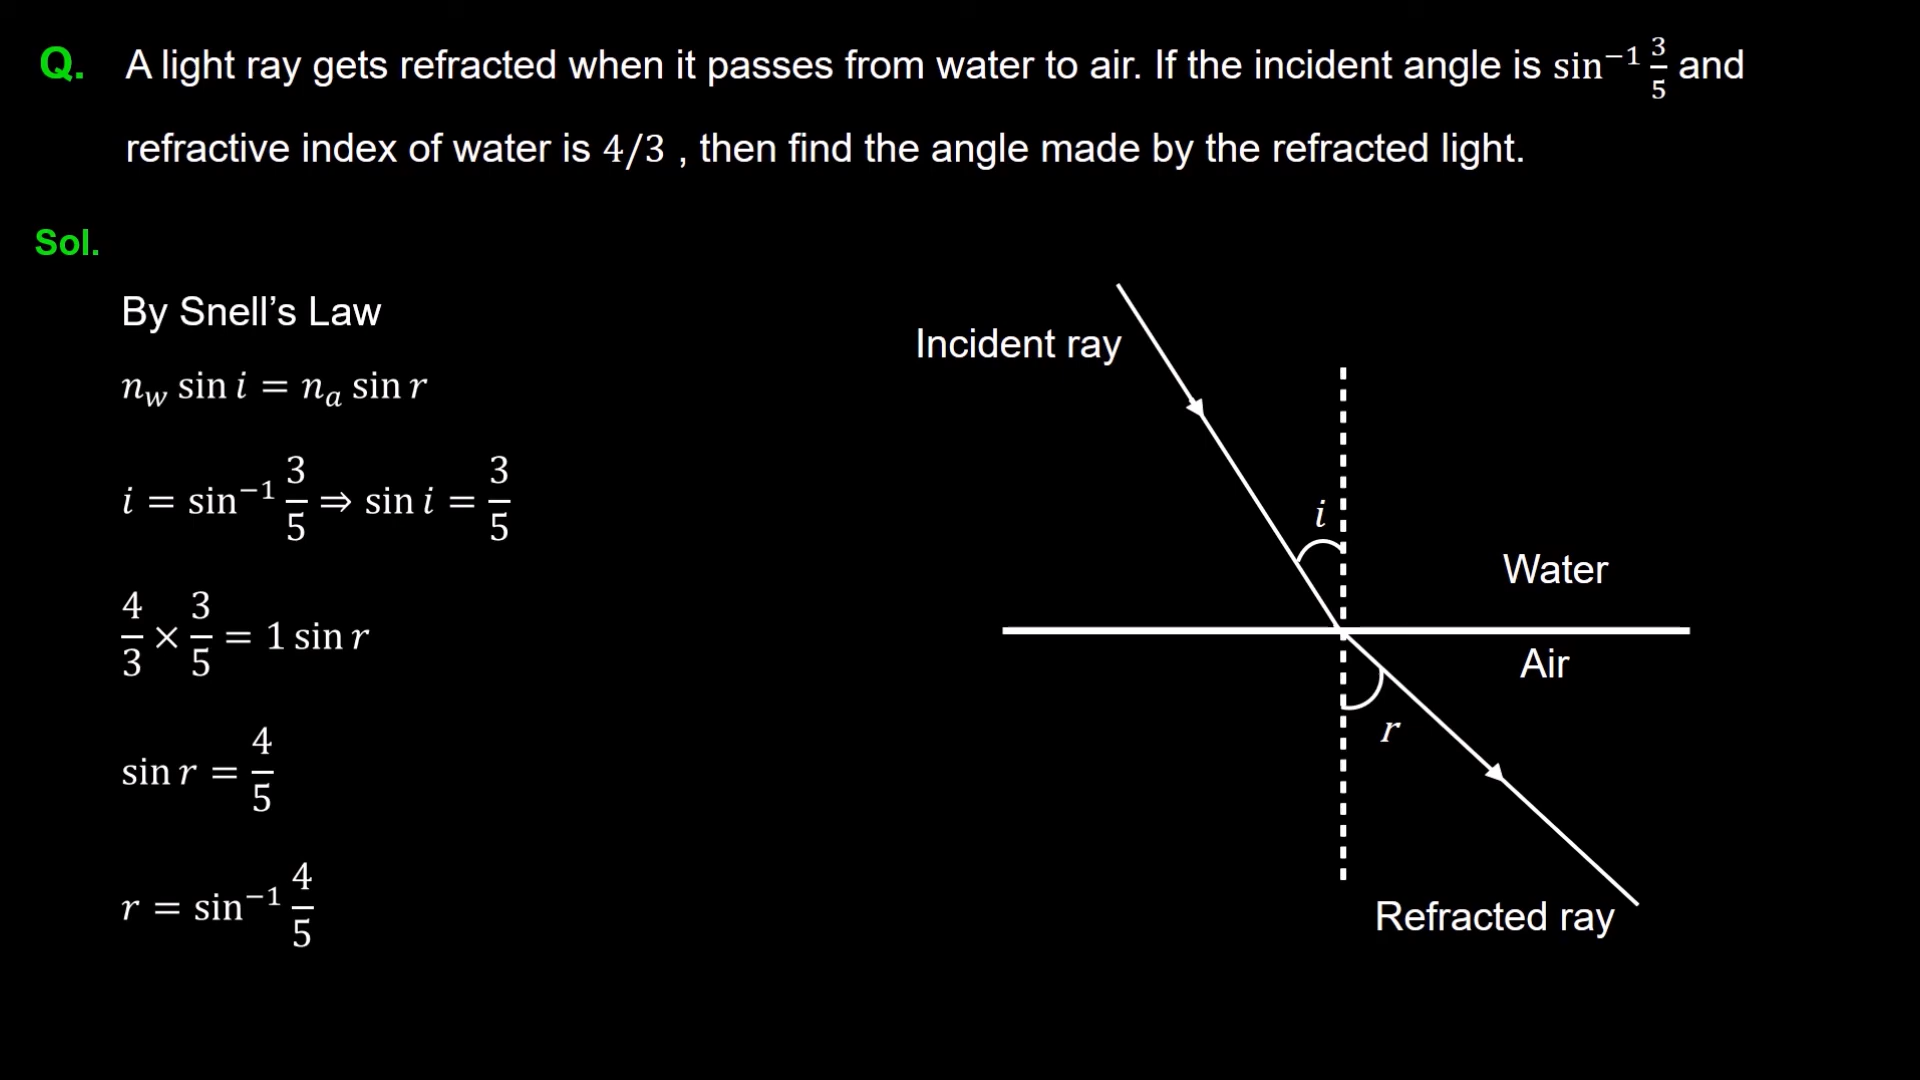 Q. A light ray gets refracted when it passes from water to air. If the incident angle is sin⁻¹ 3/5 and
refractive index of water is 4/3 , then find the angle made by the refracted light.
Sol.
By Snell’s Law
n_w sin i = n_a sin r
i = sin⁻¹ 3/5 ⇒ sin i = 3/5
4/3 × 3/5 = 1 sin r
sin r = 4/5
r = sin⁻¹ 4/5
Incident ray
i
Water
Air
r
Refracted ray